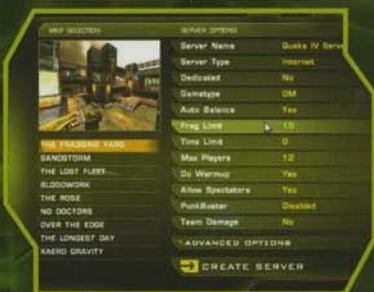 MAP SELECTION
SERVER OPTIONS
Server Name Quake IV Serve
Server Type Internet
Dedicated No
Gametype DM
Auto Balance Yes
Frag Limit 10
Time Limit 0
Max Players 12
Do Warmup Yes
Allow Spectators Yes
PunkBuster Disabled
Team Damage No
ADVANCED OPTIONS
CREATE SERVER
THE FRAGGING YARD
SANDSTORM
THE LOST FLEET
BLOODWORK
THE ROSE
NO DOCTORS
OVER THE EDGE
THE LONGEST DAY
XAERO GRAVITY